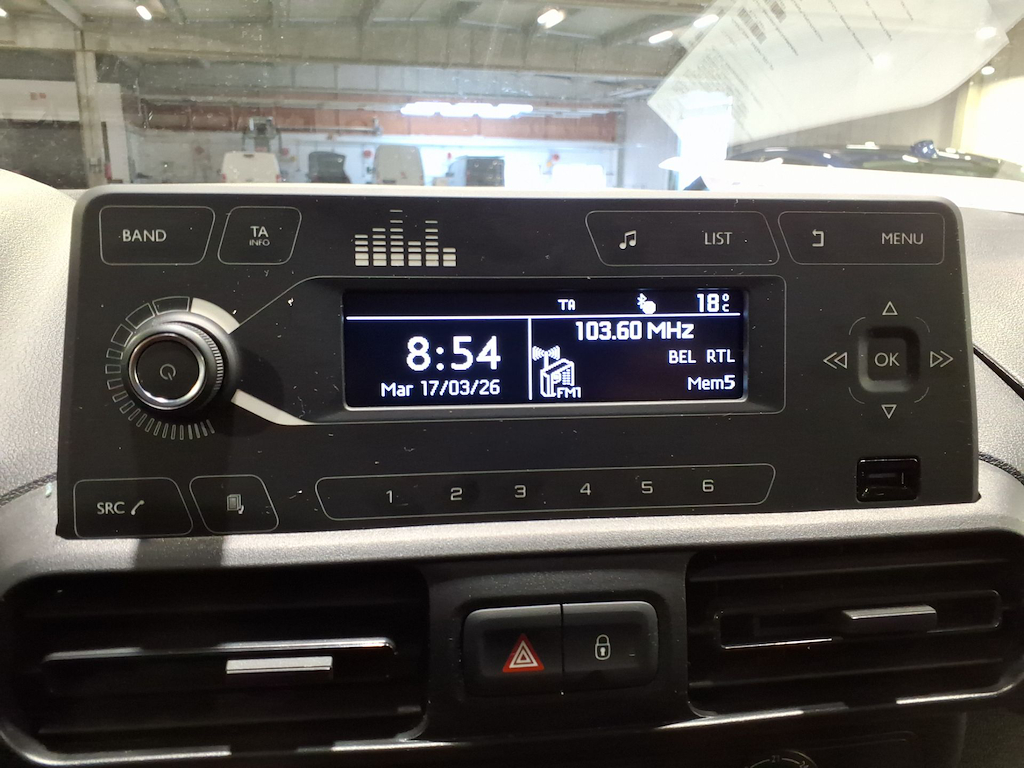 BAND
TA
INFO
LIST
MENU
TA
18°C
8:54
Mar 17/03/26
103.60 MHz
BEL RTL
FM1
Mem5
OK
SRC
1 2 3 4 5 6